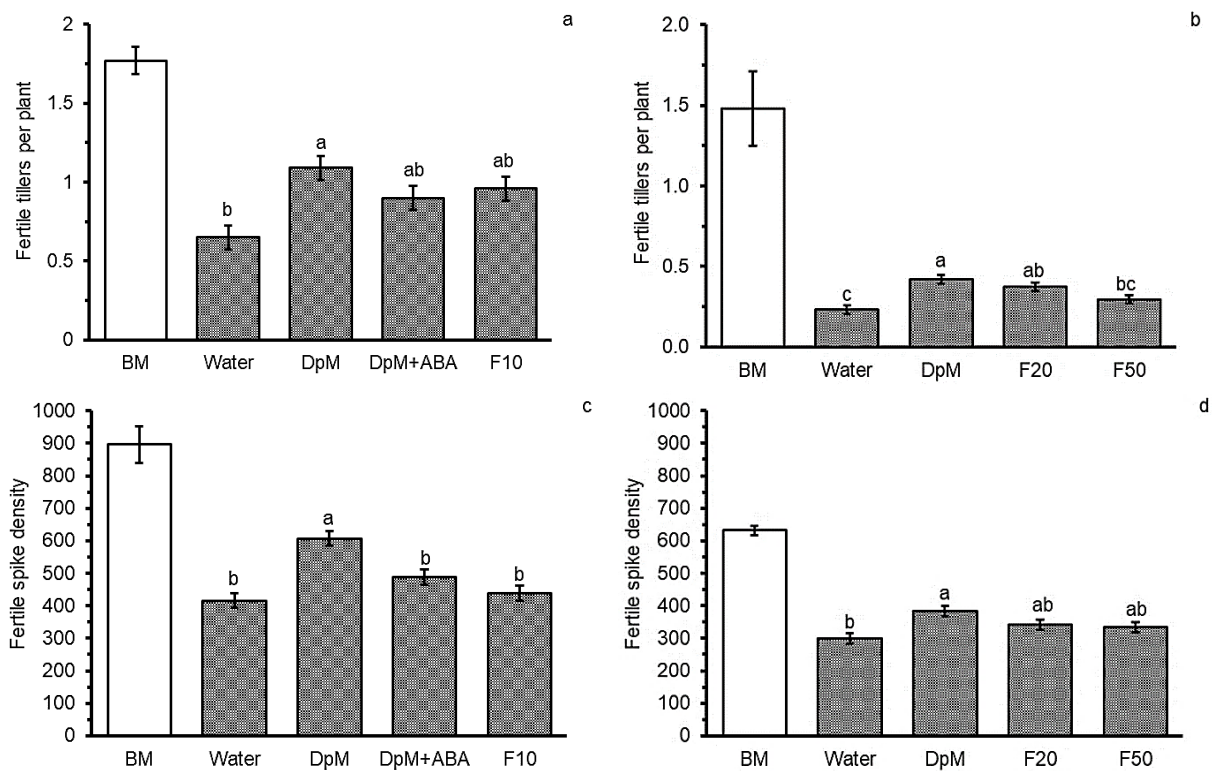 a
Fertile tillers per plant
2
1.5
1
0.5
0
b
a
ab
ab
BM Water DpM DpM+ABA F10
b
Fertile tillers per plant
2.0
1.5
1.0
0.5
0.0
c
a
ab
bc
BM Water DpM F20 F50
c
Fertile spike density
1000
900
800
700
600
500
400
300
200
100
0
b
a
b
b
BM Water DpM DpM+ABA F10
d
Fertile spike density
1000
900
800
700
600
500
400
300
200
100
0
b
a
ab
ab
BM Water DpM F20 F50